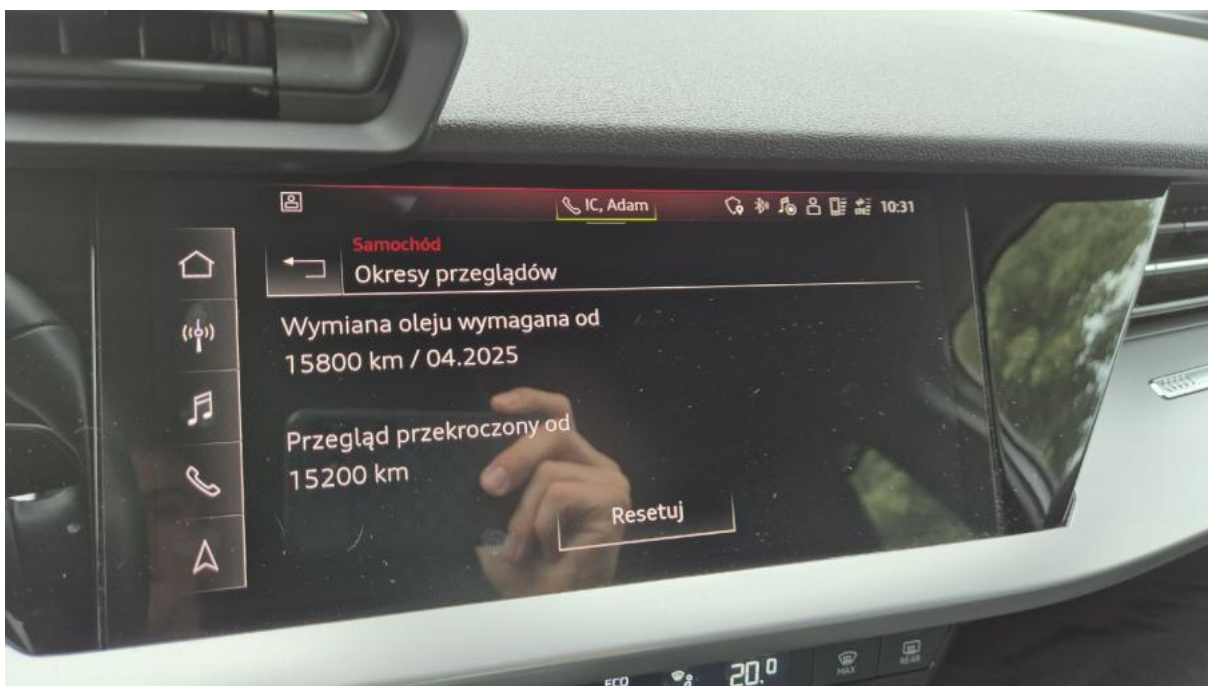 IC, Adam
10:31
Samochód
Okresy przeglądów
Wymiana oleju wymagana od
15800 km / 04.2025
Przegląd przekroczony od
15200 km
Resetuj
ECO
20.0
MAX
REAR